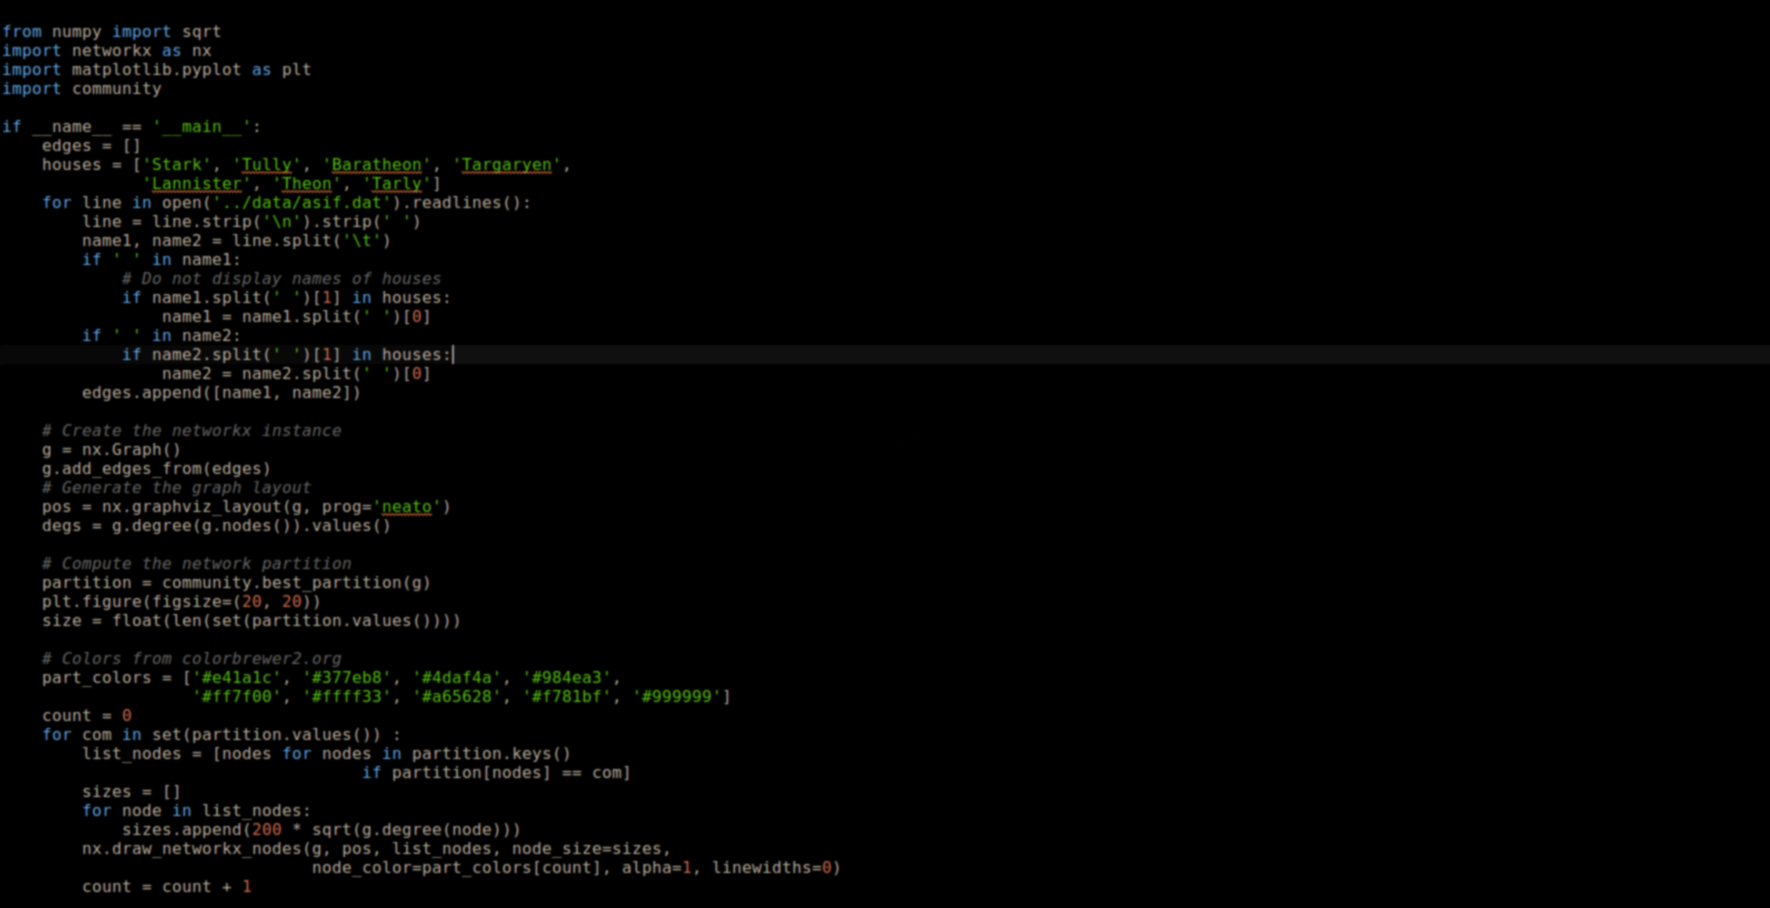 from numpy import sqrt
import networkx as nx
import matplotlib.pyplot as plt
import community

if __name__ == '__main__':
    edges = []
    houses = ['Stark', 'Tully', 'Baratheon', 'Targaryen',
              'Lannister', 'Theon', 'Tarly']
    for line in open('../data/asif.dat').readlines():
        line = line.strip('\n').strip(' ')
        name1, name2 = line.split('\t')
        if ' ' in name1:
            # Do not display names of houses
            if name1.split(' ')[1] in houses:
                name1 = name1.split(' ')[0]
        if ' ' in name2:
            if name2.split(' ')[1] in houses:
                name2 = name2.split(' ')[0]
        edges.append([name1, name2])

    # Create the networkx instance
    g = nx.Graph()
    g.add_edges_from(edges)
    # Generate the graph layout
    pos = nx.graphviz_layout(g, prog='neato')
    degs = g.degree(g.nodes()).values()

    # Compute the network partition
    partition = community.best_partition(g)
    plt.figure(figsize=(20, 20))
    size = float(len(set(partition.values())))

    # Colors from colorbrewer2.org
    part_colors = ['#e41a1c', '#377eb8', '#4daf4a', '#984ea3',
                   '#ff7f00', '#ffff33', '#a65628', '#f781bf', '#999999']
    count = 0
    for com in set(partition.values()) :
        list_nodes = [nodes for nodes in partition.keys()
                                    if partition[nodes] == com]
        sizes = []
        for node in list_nodes:
            sizes.append(200 * sqrt(g.degree(node)))
        nx.draw_networkx_nodes(g, pos, list_nodes, node_size=sizes,
                               node_color=part_colors[count], alpha=1, linewidths=0)
        count = count + 1